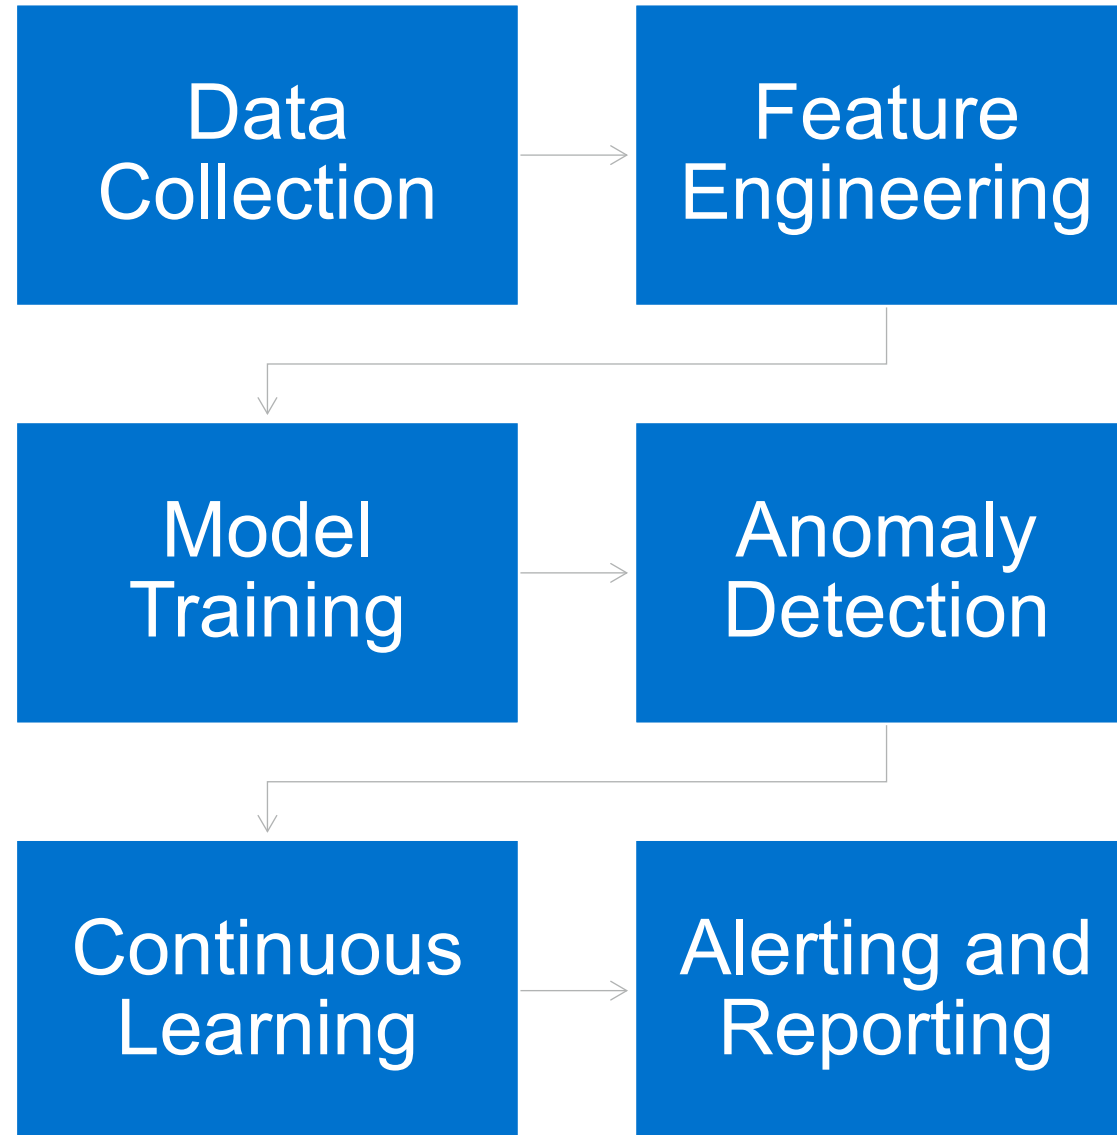 Data
Collection
Feature
Engineering
Model
Training
Anomaly
Detection
Continuous
Learning
Alerting and
Reporting